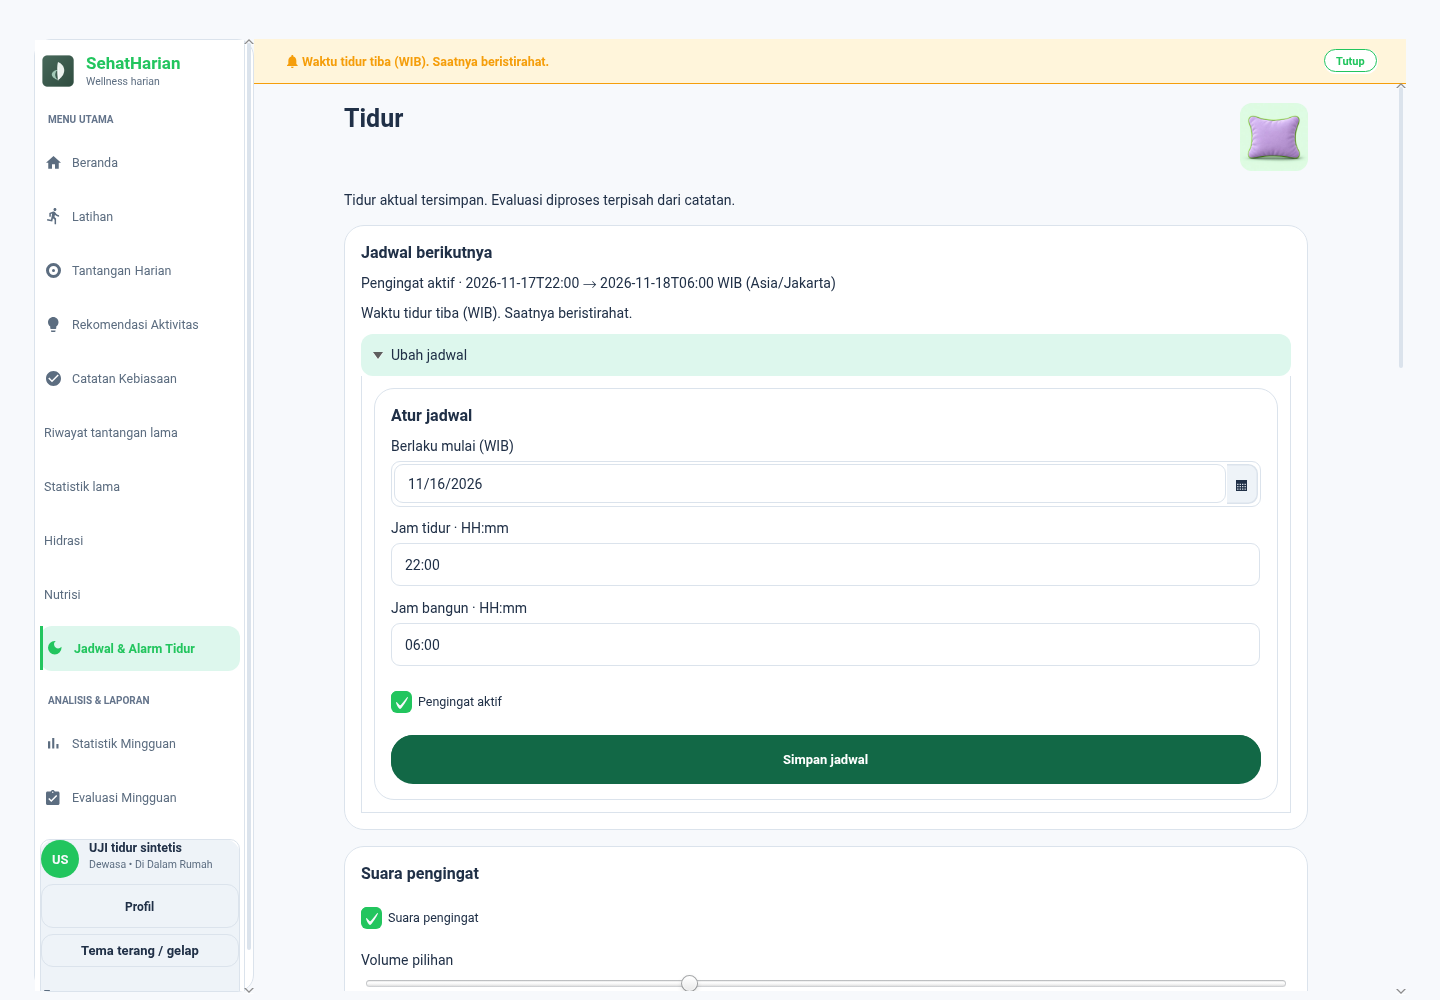 SehatHarian
Wellness harian
MENU UTAMA
Beranda
Latihan
Tantangan Harian
Rekomendasi Aktivitas
Catatan Kebiasaan
Riwayat tantangan lama
Statistik lama
Hidrasi
Nutrisi
Jadwal & Alarm Tidur
ANALISIS & LAPORAN
Statistik Mingguan
Evaluasi Mingguan
US
UJI tidur sintetis
Dewasa • Di Dalam Rumah
Profil
Tema terang / gelap
Waktu tidur tiba (WIB). Saatnya beristirahat.
Tutup
Tidur
Tidur aktual tersimpan. Evaluasi diproses terpisah dari catatan.
Jadwal berikutnya
Pengingat aktif · 2026-11-17T22:00 → 2026-11-18T06:00 WIB (Asia/Jakarta)
Waktu tidur tiba (WIB). Saatnya beristirahat.
Ubah jadwal
Atur jadwal
Berlaku mulai (WIB)
11/16/2026
Jam tidur · HH:mm
22:00
Jam bangun · HH:mm
06:00
Pengingat aktif
Simpan jadwal
Suara pengingat
Suara pengingat
Volume pilihan